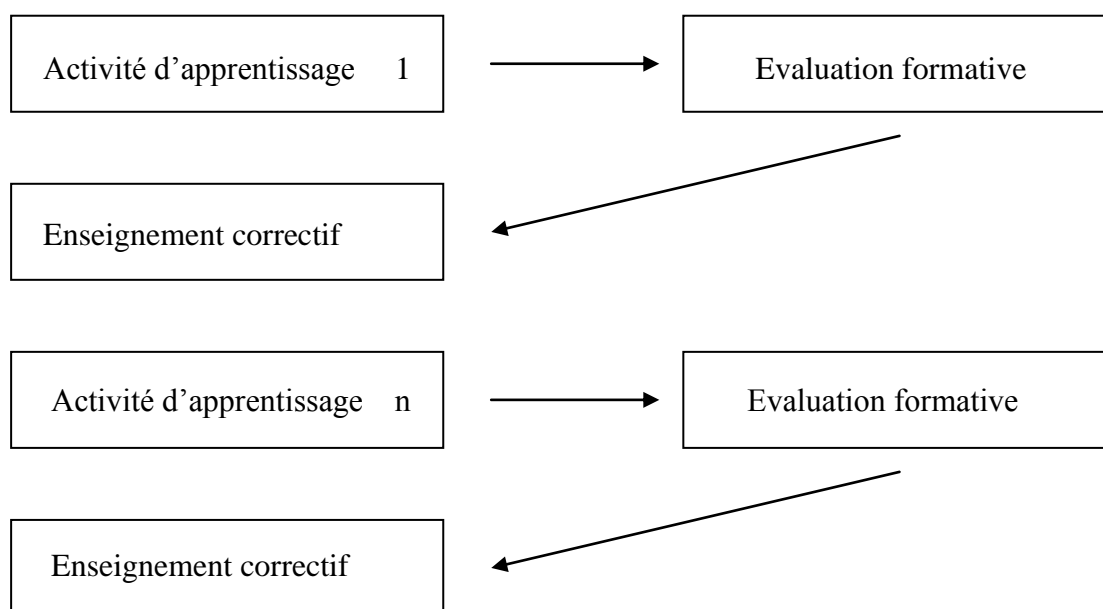 Activité d’apprentissage 1
Evaluation formative
Enseignement correctif
Activité d’apprentissage n
Evaluation formative
Enseignement correctif